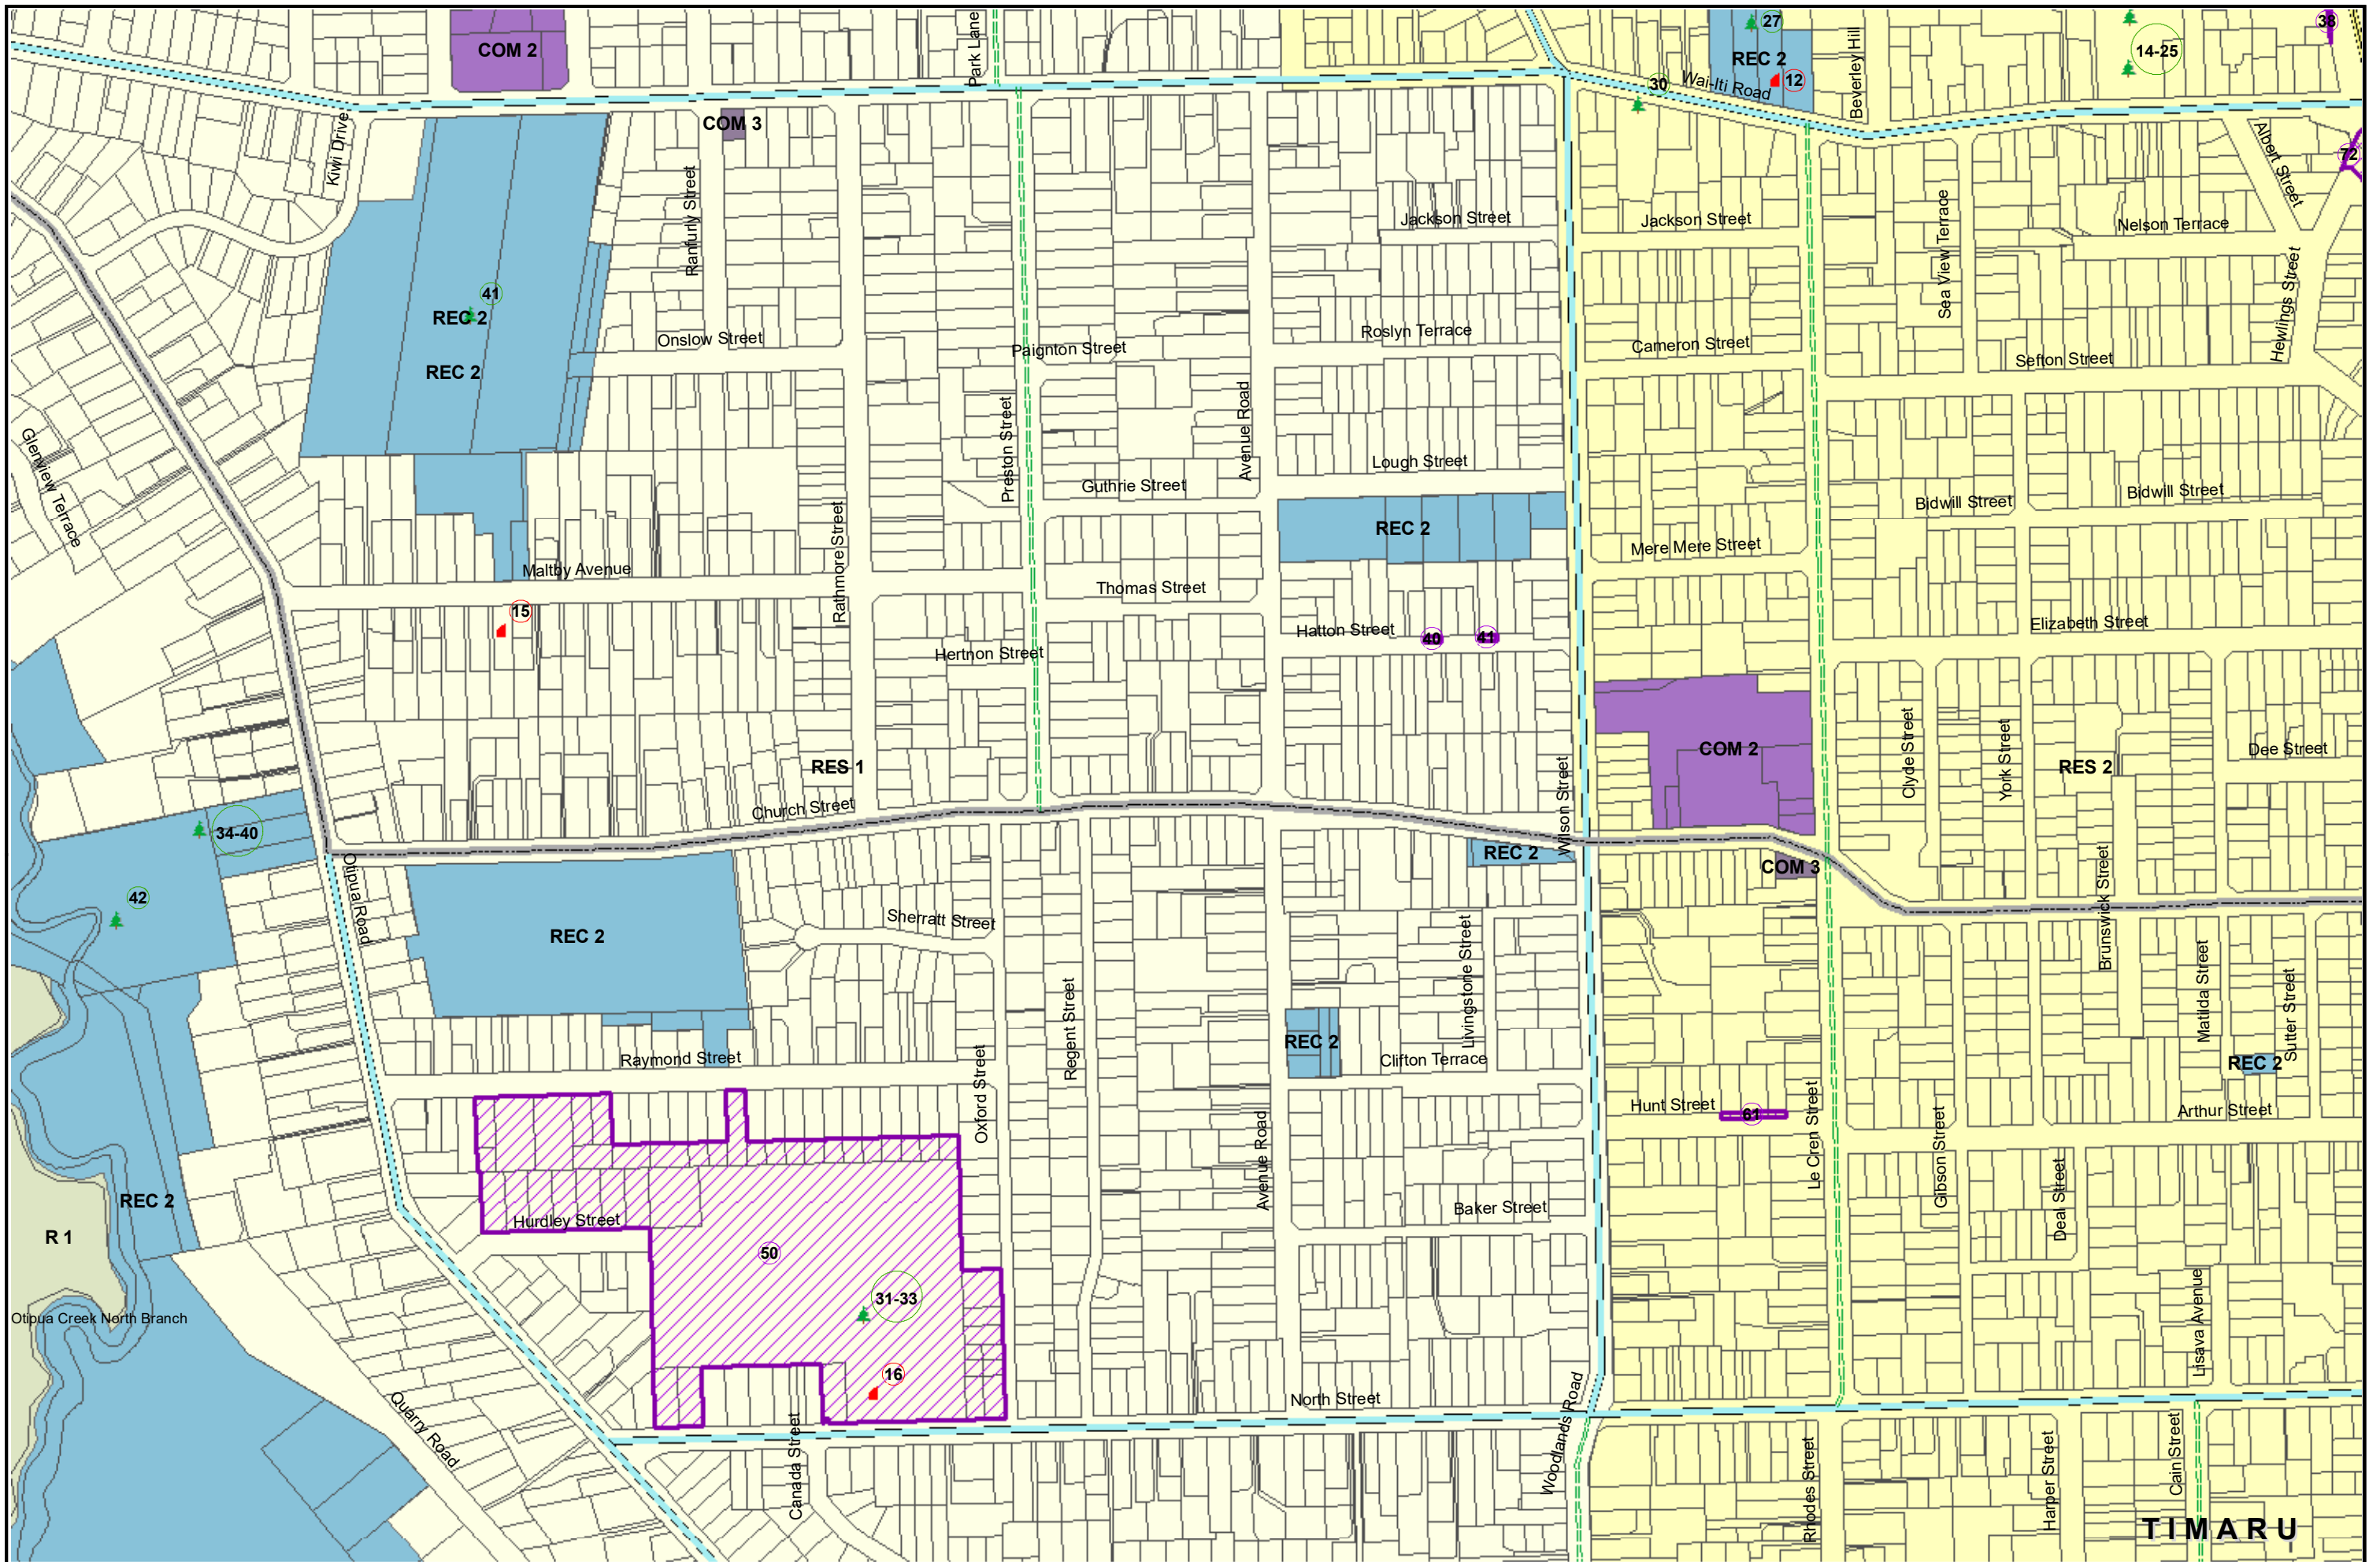 COM 2
Park Lane
27
REC 2
12
30
Wai-Iti Road
Beverley Hill
14-25
38
COM 3
Kiwi Drive
Albert Street
72
Ranfurly Street
Jackson Street
Jackson Street
Sea View Terrace
Nelson Terrace
Hewlings Street
41
REC 2
REC 2
Onslow Street
Paignton Street
Roslyn Terrace
Cameron Street
Sefton Street
Glenview Terrace
Preston Street
Avenue Road
Lough Street
Guthrie Street
Bidwill Street
Bidwill Street
REC 2
Mere Mere Street
Maltby Avenue
Rathmore Street
Thomas Street
15
Hatton Street
40
41
Elizabeth Street
Hertnon Street
RES 1
COM 2
Clyde Street
York Street
RES 2
Dee Street
Church Street
Wilson Street
34-40
REC 2
COM 3
42
Otipua Road
REC 2
Sherratt Street
Livingstone Street
Brunswick Street
Matilda Street
Sutter Street
Regent Street
REC 2
Raymond Street
Clifton Terrace
REC 2
Oxford Street
Hunt Street
61
Le Cren Street
Arthur Street
Avenue Road
Gibson Street
Deal Street
REC 2
R 1
Hurdley Street
Baker Street
50
31-33
Otipua Creek North Branch
16
Lisava Avenue
Quarry Road
North Street
Canada Street
Woodlands Road
Rhodes Street
Harper Street
Cain Street
TIMARU